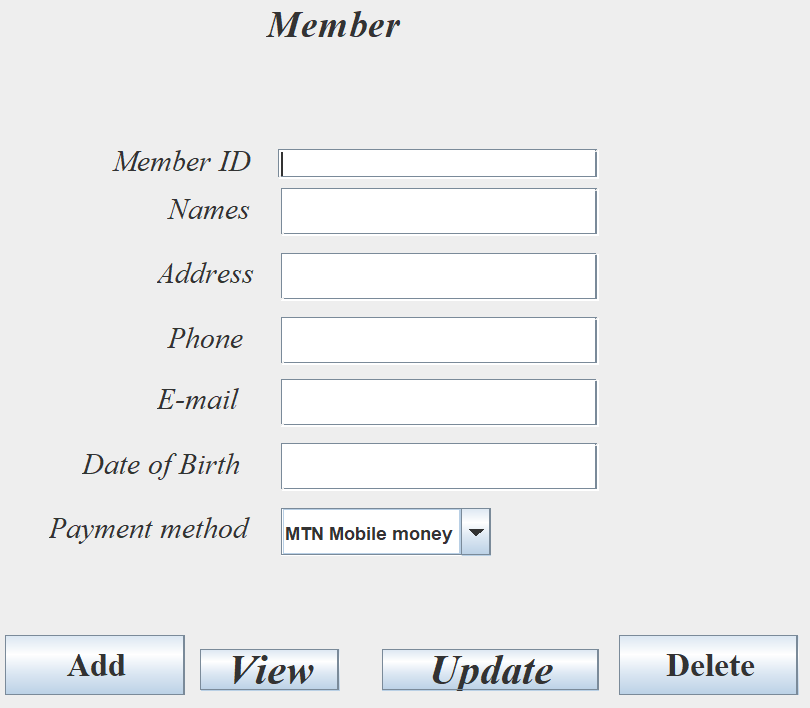 Member
Member ID
Names
Address
Phone
E-mail
Date of Birth
Payment method MTN Mobile money
Add View Update Delete